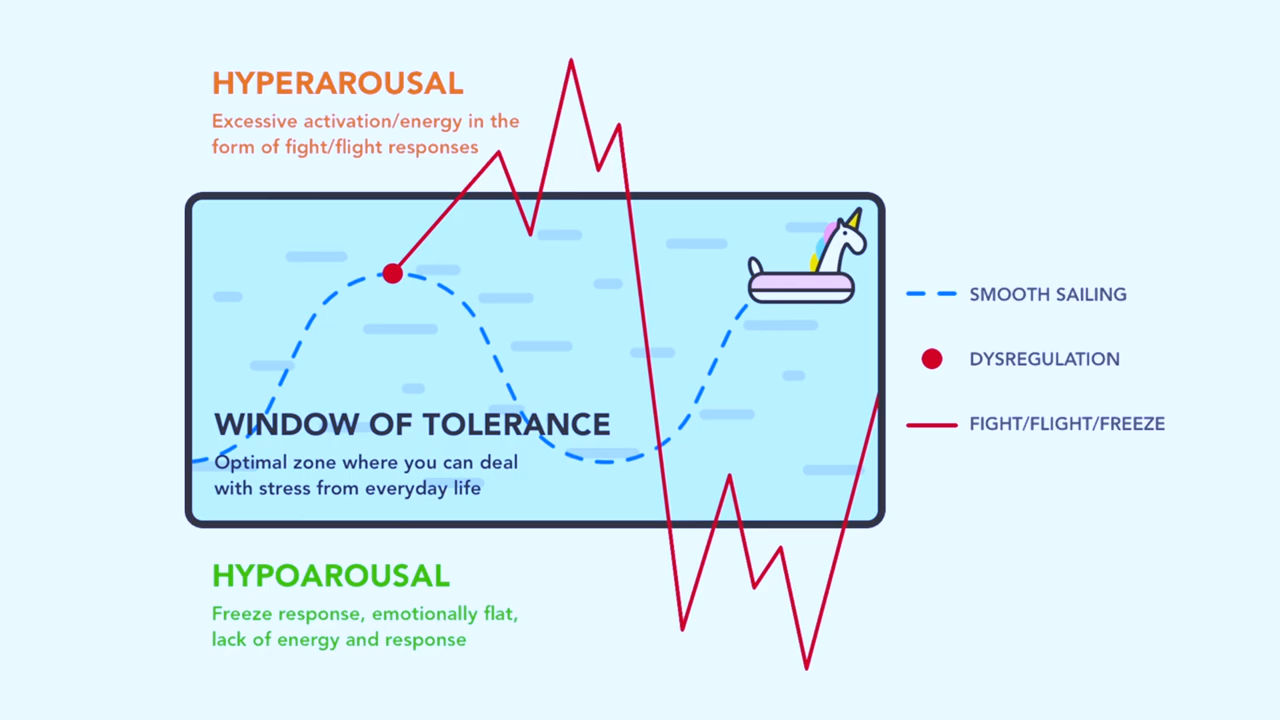 HYPERAROUSAL
Excessive activation/energy in the
form of fight/flight responses
WINDOW OF TOLERANCE
Optimal zone where you can deal
with stress from everyday life
HYPOAROUSAL
Freeze response, emotionally flat,
lack of energy and response
SMOOTH SAILING
DYSREGULATION
FIGHT/FLIGHT/FREEZE